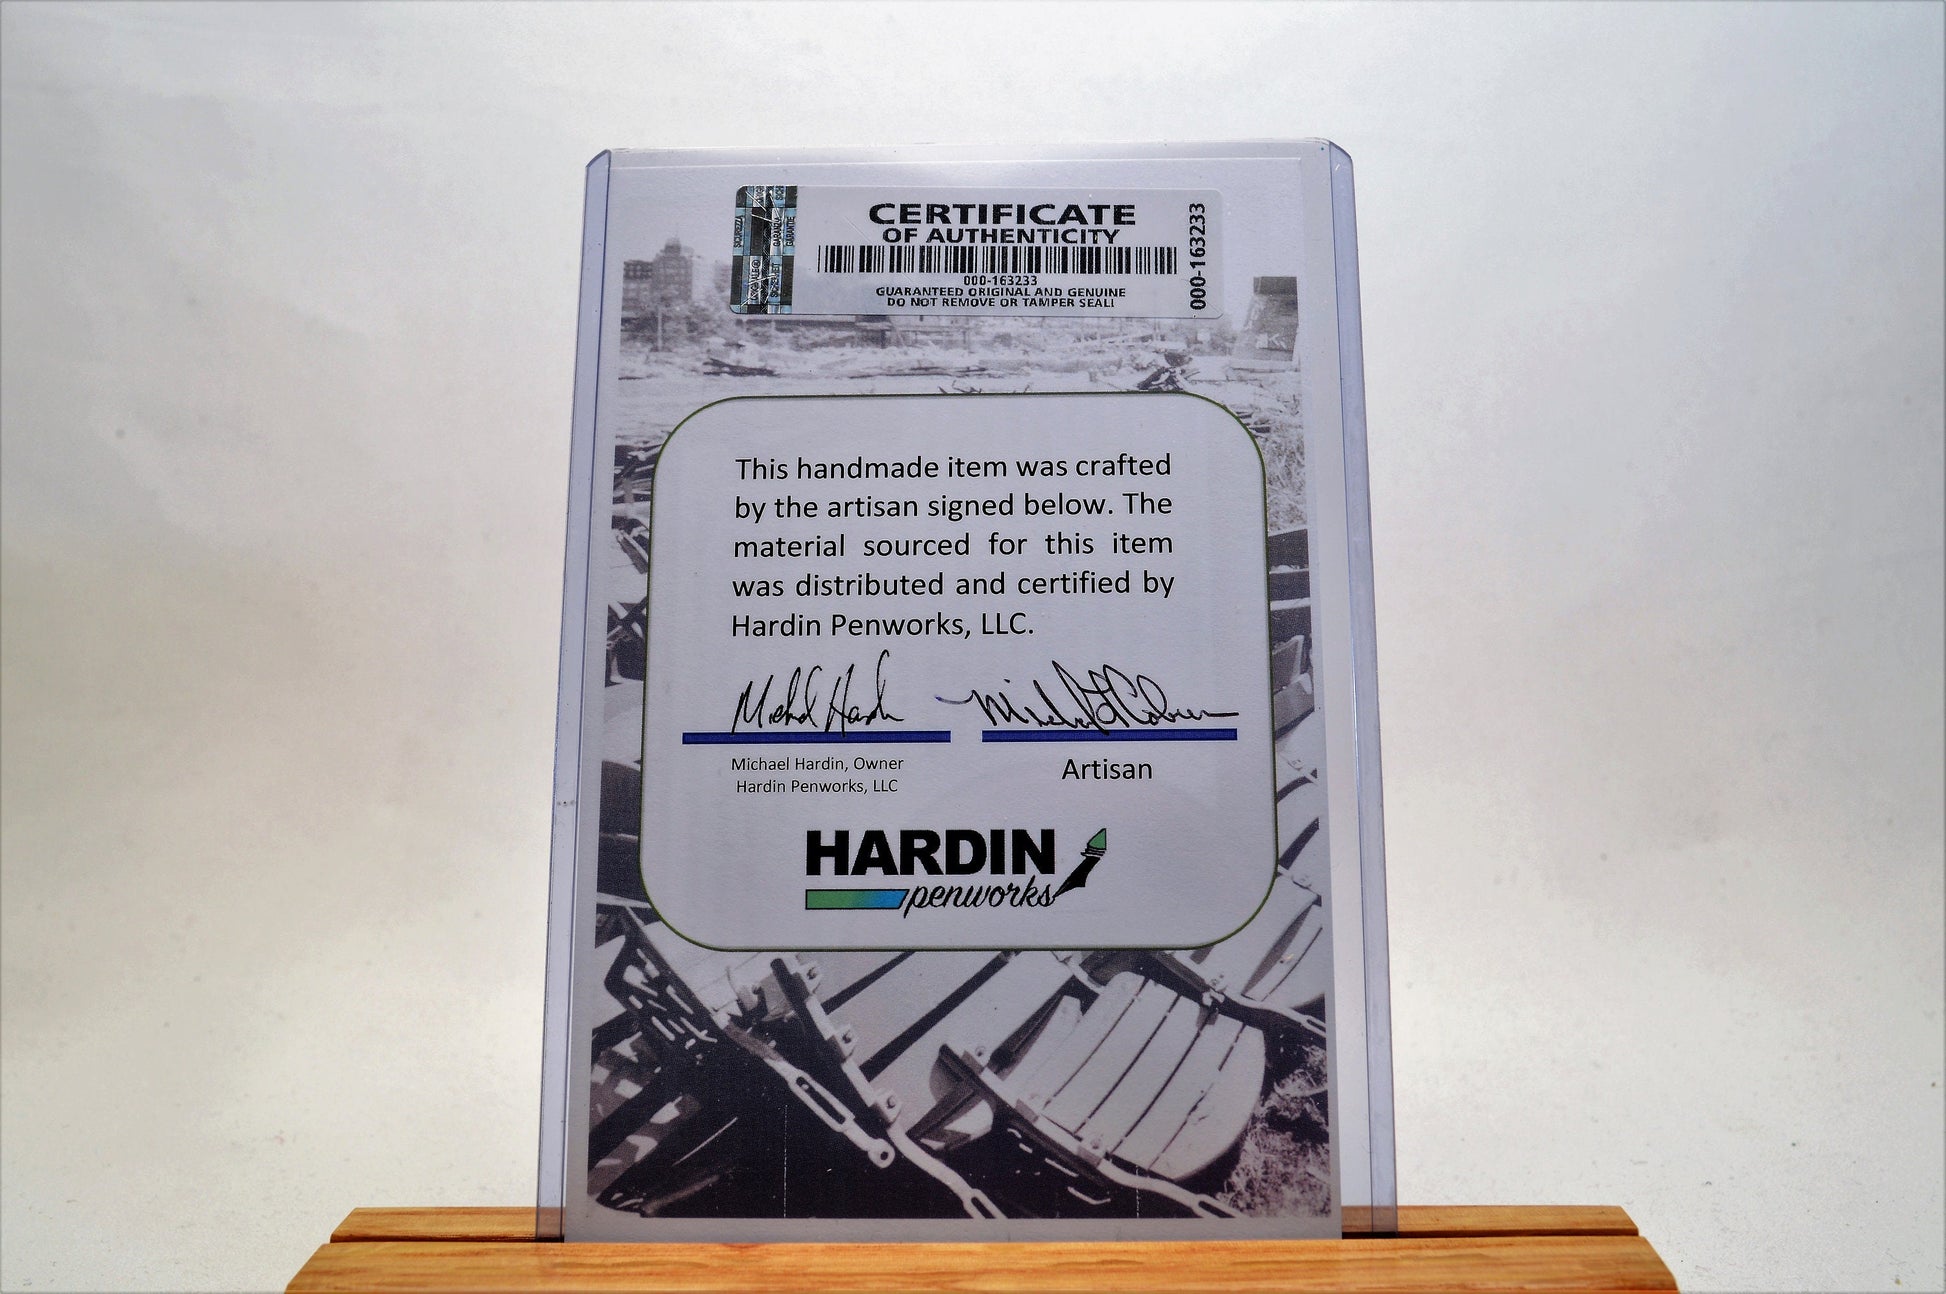 CERTIFICATE
OF AUTHENTICITY
000-163233
GUARANTEED ORIGINAL AND GENUINE
DO NOT REMOVE OR TAMPER SEAL!
000-163233
This handmade item was crafted
by the artisan signed below. The
material sourced for this item
was distributed and certified by
Hardin Penworks, LLC.
Michael Hardin, Owner
Hardin Penworks, LLC
Artisan
HARDIN
penworks